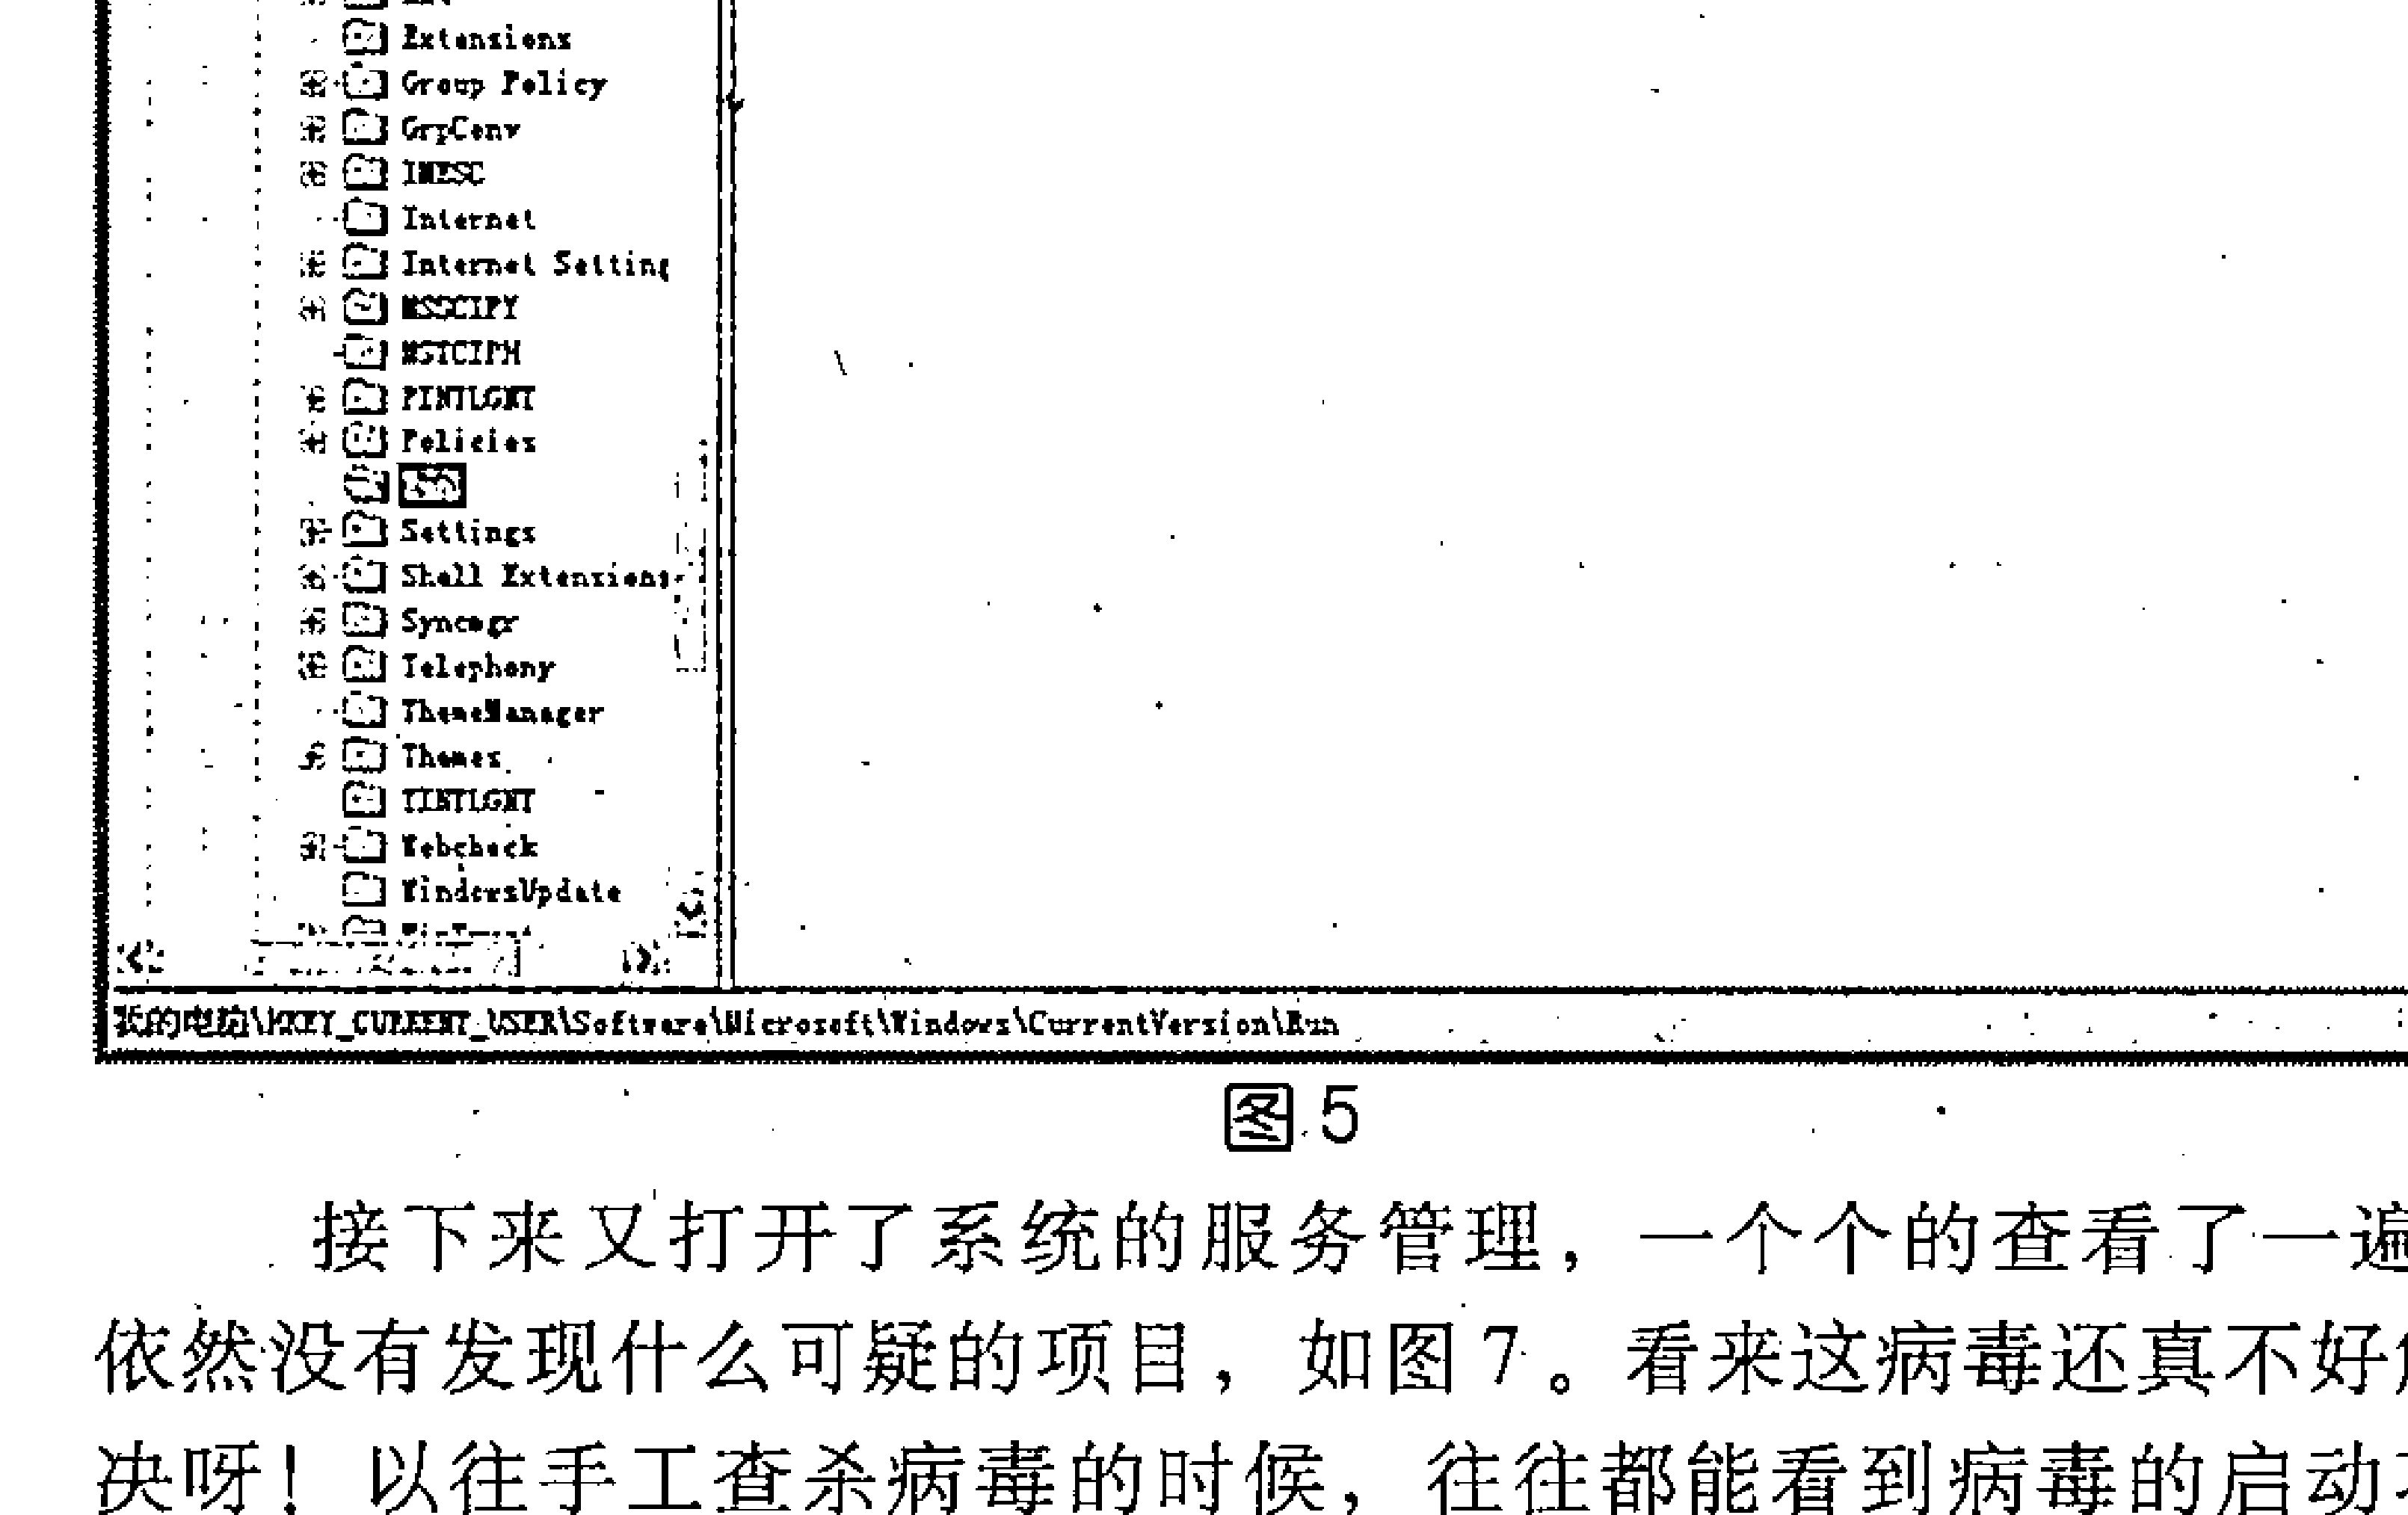 Extensions
Group Policy
GrpConv
IMESC
Internet
Internet Setting
MSSCIPY
MSTCIPH
PINTLGNT
Policies
Settings
Shell Extensions
Syncmgr
Telephony
ThemeManager
Themes
TINTLGNT
Webcheck
WindowsUpdate
我的电脑\HKEY_CURRENT_USER\Software\Microsoft\Windows\CurrentVersion\Run
图 5
接下来又打开了系统的服务管理，一个个的查看了一遍
依然没有发现什么可疑的项目，如图 7 。看来这病毒还真不好
决呀！以往手工查杀病毒的时候，往往都能看到病毒的启动